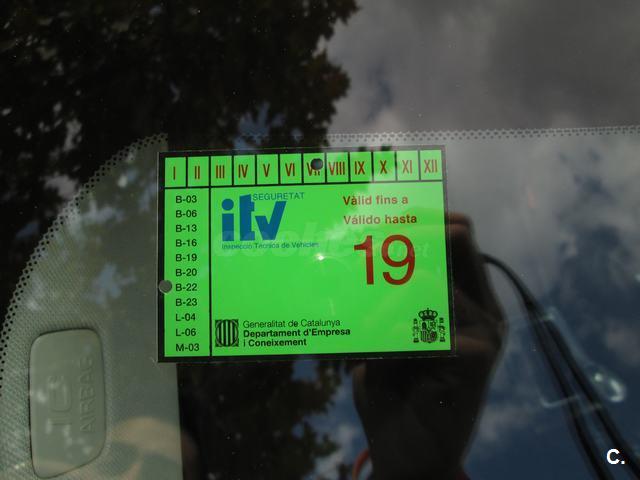 I II III IV V VI VII VIII IX X XI XII
B-03
B-06
B-13
B-16
B-19
B-20
B-22
B-23
L-04
L-06
M-03
SEGURETAT
itv
Inspecció Tècnica de Vehicles
Vàlid fins a
Válido hasta
19
Generalitat de Catalunya
Departament d'Empresa
i Coneixement
AIRBAG
C.